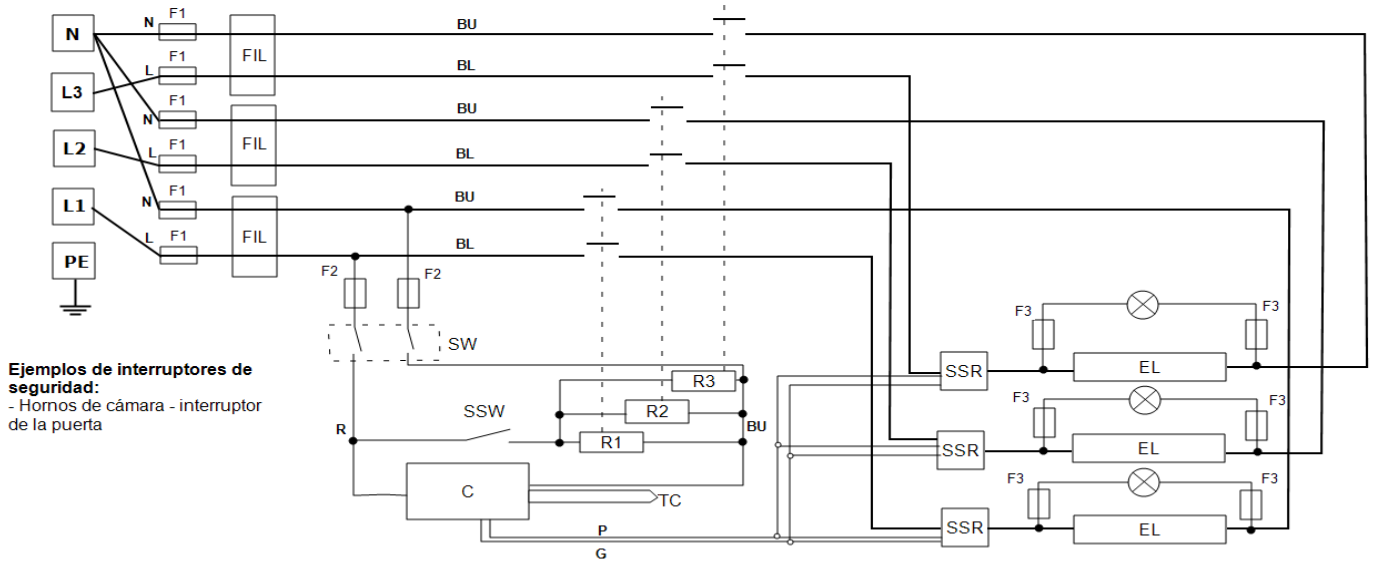 N
N
F1
FIL
BU
L3
L
F1
BL
N
F1
FIL
BU
L2
L
F1
BL
L1
N
F1
FIL
BU
L
F1
BL
PE
F2
F2
SW
Ejemplos de interruptores de
seguridad:
- Hornos de cámara - interruptor
de la puerta
R
SSW
R3
R2
R1
BU
C
TC
P
G
SSR
F3
EL
F3
SSR
F3
EL
F3
SSR
F3
EL
F3